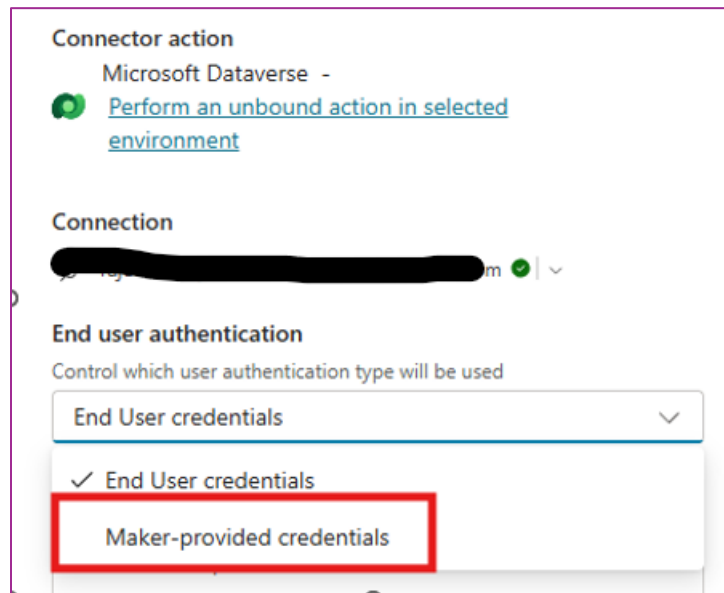 Connector action
Microsoft Dataverse -
Perform an unbound action in selected
environment
Connection
m
End user authentication
Control which user authentication type will be used
End User credentials
End User credentials
Maker-provided credentials